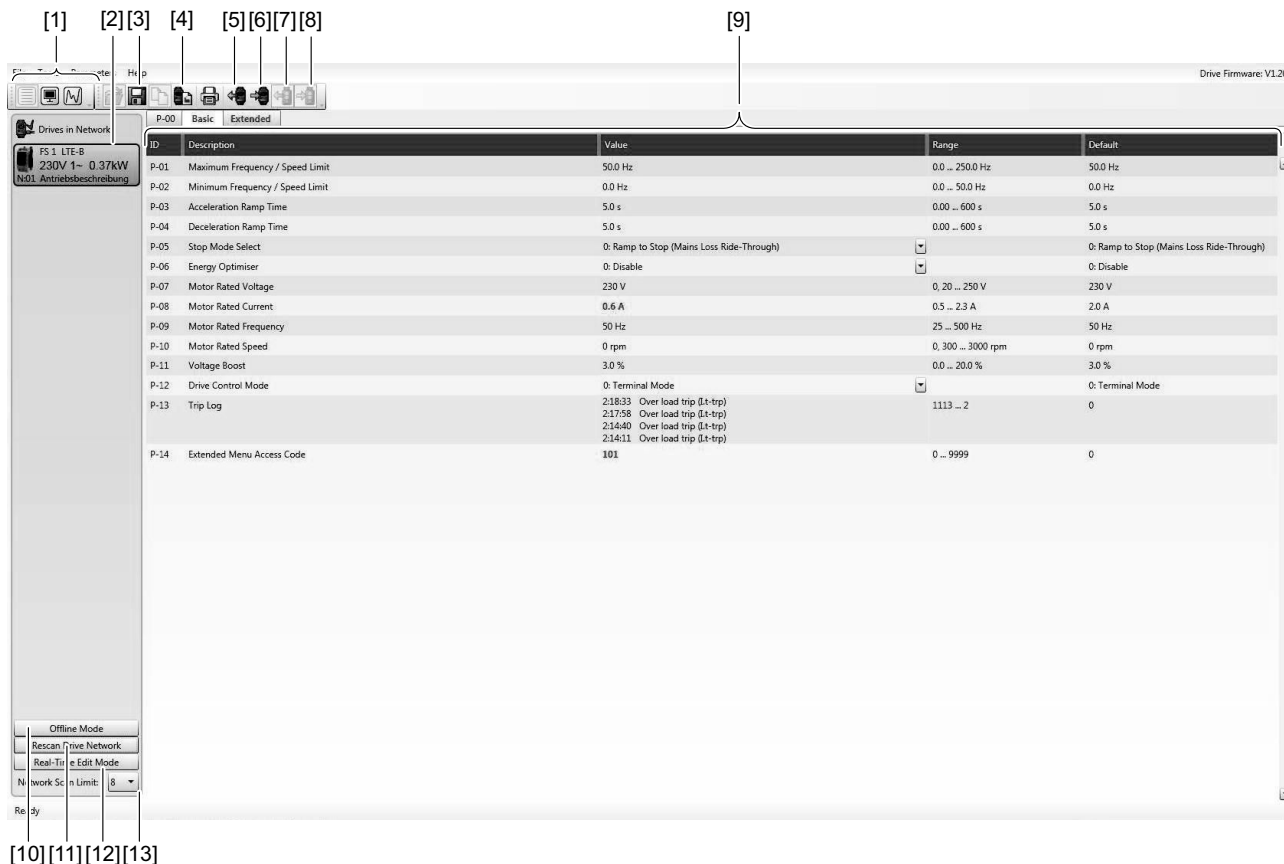 [1] [2] [3] [4] [5] [6] [7] [8] [9]
Help
Drive Firmware: V1.20
Drives in Network
P-00 Basic Extended
FS 1 LTE-B
230V 1~ 0.37kW
N:01 Antriebsbeschreibung
ID Description Value Range Default
P-01 Maximum Frequency / Speed Limit 50.0 Hz 0.0 ... 250.0 Hz 50.0 Hz
P-02 Minimum Frequency / Speed Limit 0.0 Hz 0.0 ... 50.0 Hz 0.0 Hz
P-03 Acceleration Ramp Time 5.0 s 0.00 ... 600 s 5.0 s
P-04 Deceleration Ramp Time 5.0 s 0.00 ... 600 s 5.0 s
P-05 Stop Mode Select 0: Ramp to Stop (Mains Loss Ride-Through) 0: Ramp to Stop (Mains Loss Ride-Through)
P-06 Energy Optimiser 0: Disable 0: Disable
P-07 Motor Rated Voltage 230 V 0, 20 ... 250 V 230 V
P-08 Motor Rated Current 0.6 A 0.5 ... 2.3 A 2.0 A
P-09 Motor Rated Frequency 50 Hz 25 ... 500 Hz 50 Hz
P-10 Motor Rated Speed 0 rpm 0, 300 ... 3000 rpm 0 rpm
P-11 Voltage Boost 3.0 % 0.0 ... 20.0 % 3.0 %
P-12 Drive Control Mode 0: Terminal Mode 0: Terminal Mode
P-13 Trip Log 2:18:33 Over load trip (I.t-trp) 1113 ... 2 0
2:17:58 Over load trip (I.t-trp)
2:14:40 Over load trip (I.t-trp)
2:14:11 Over load trip (I.t-trp)
P-14 Extended Menu Access Code 101 0 ... 9999 0
Offline Mode
Rescan Drive Network
Real-Time Edit Mode
Network Scan Limit: 8
Ready
[10] [11] [12] [13]